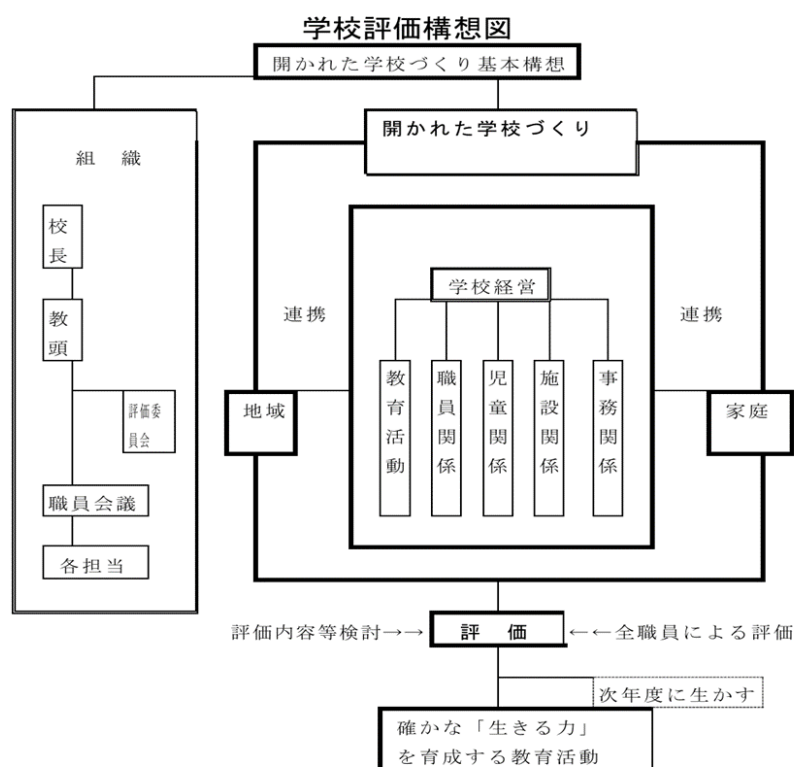 学校評価構想図
開かれた学校づくり基本構想
開かれた学校づくり
組　織
校長
教頭
評価委
員会
職員会議
各担当
学校経営
連携
連携
教育活動
職員関係
児童関係
施設関係
事務関係
地域
家庭
評価内容等検討→→
評　価
←←全職員による評価
次年度に生かす
確かな「生きる力」
を育成する教育活動